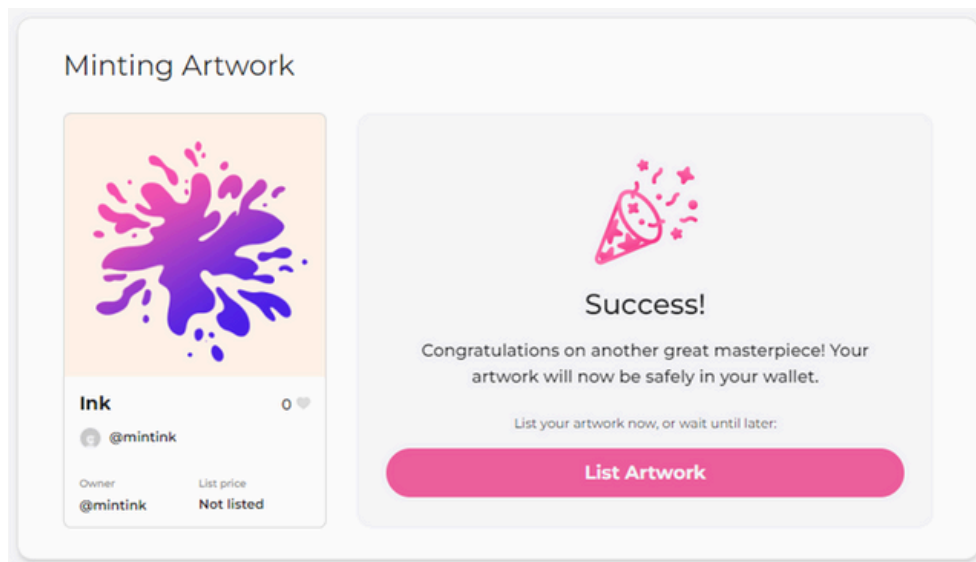 Minting Artwork
Ink
0
@mintink
Owner
List price
@mintink
Not listed
Success!
Congratulations on another great masterpiece! Your
artwork will now be safely in your wallet.
List your artwork now, or wait until later:
List Artwork